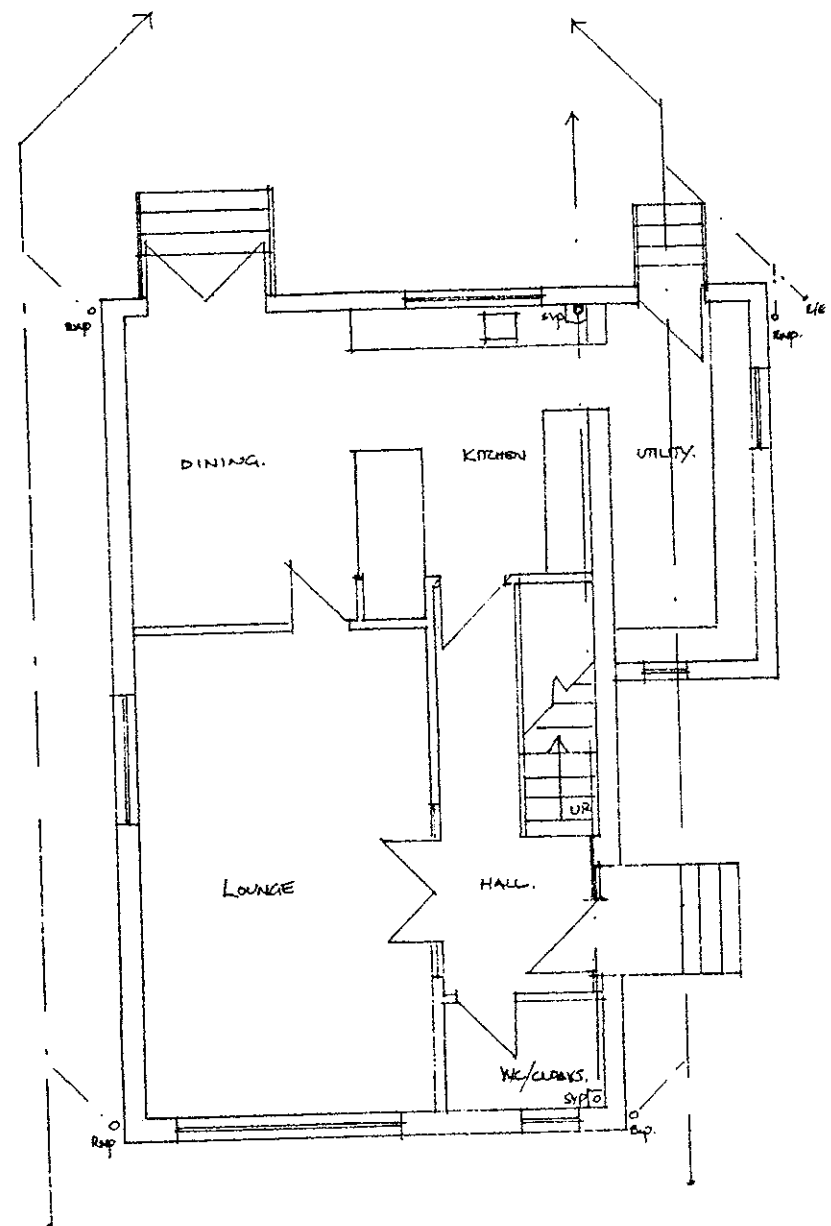 Rwp
SVP
R/E
Rwp.
DINING.
KITCHEN
UTILITY.
UP
LOUNGE
HALL.
WC/CLOAKS.
SVP
Rwp
Rwp.